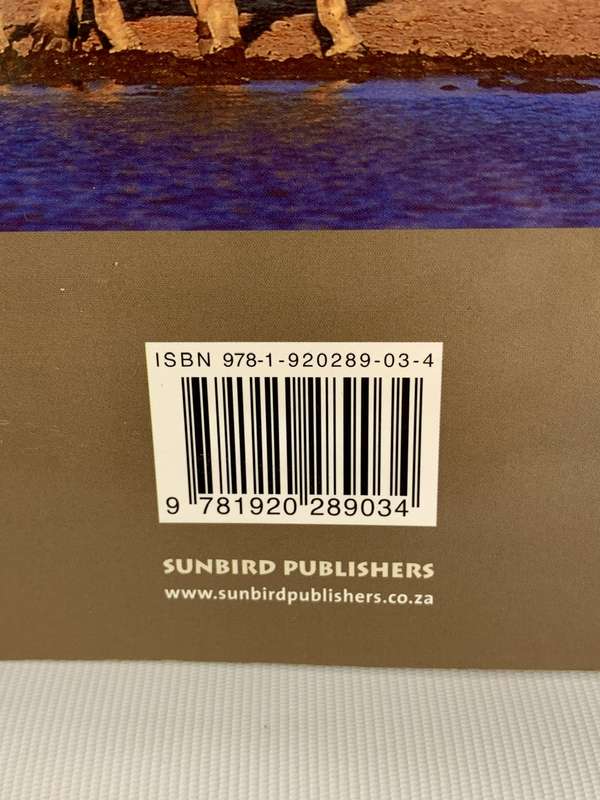 ISBN 978-1-920289-03-4
9 781920 289034
SUNBIRD PUBLISHERS
www.sunbirdpublishers.co.za